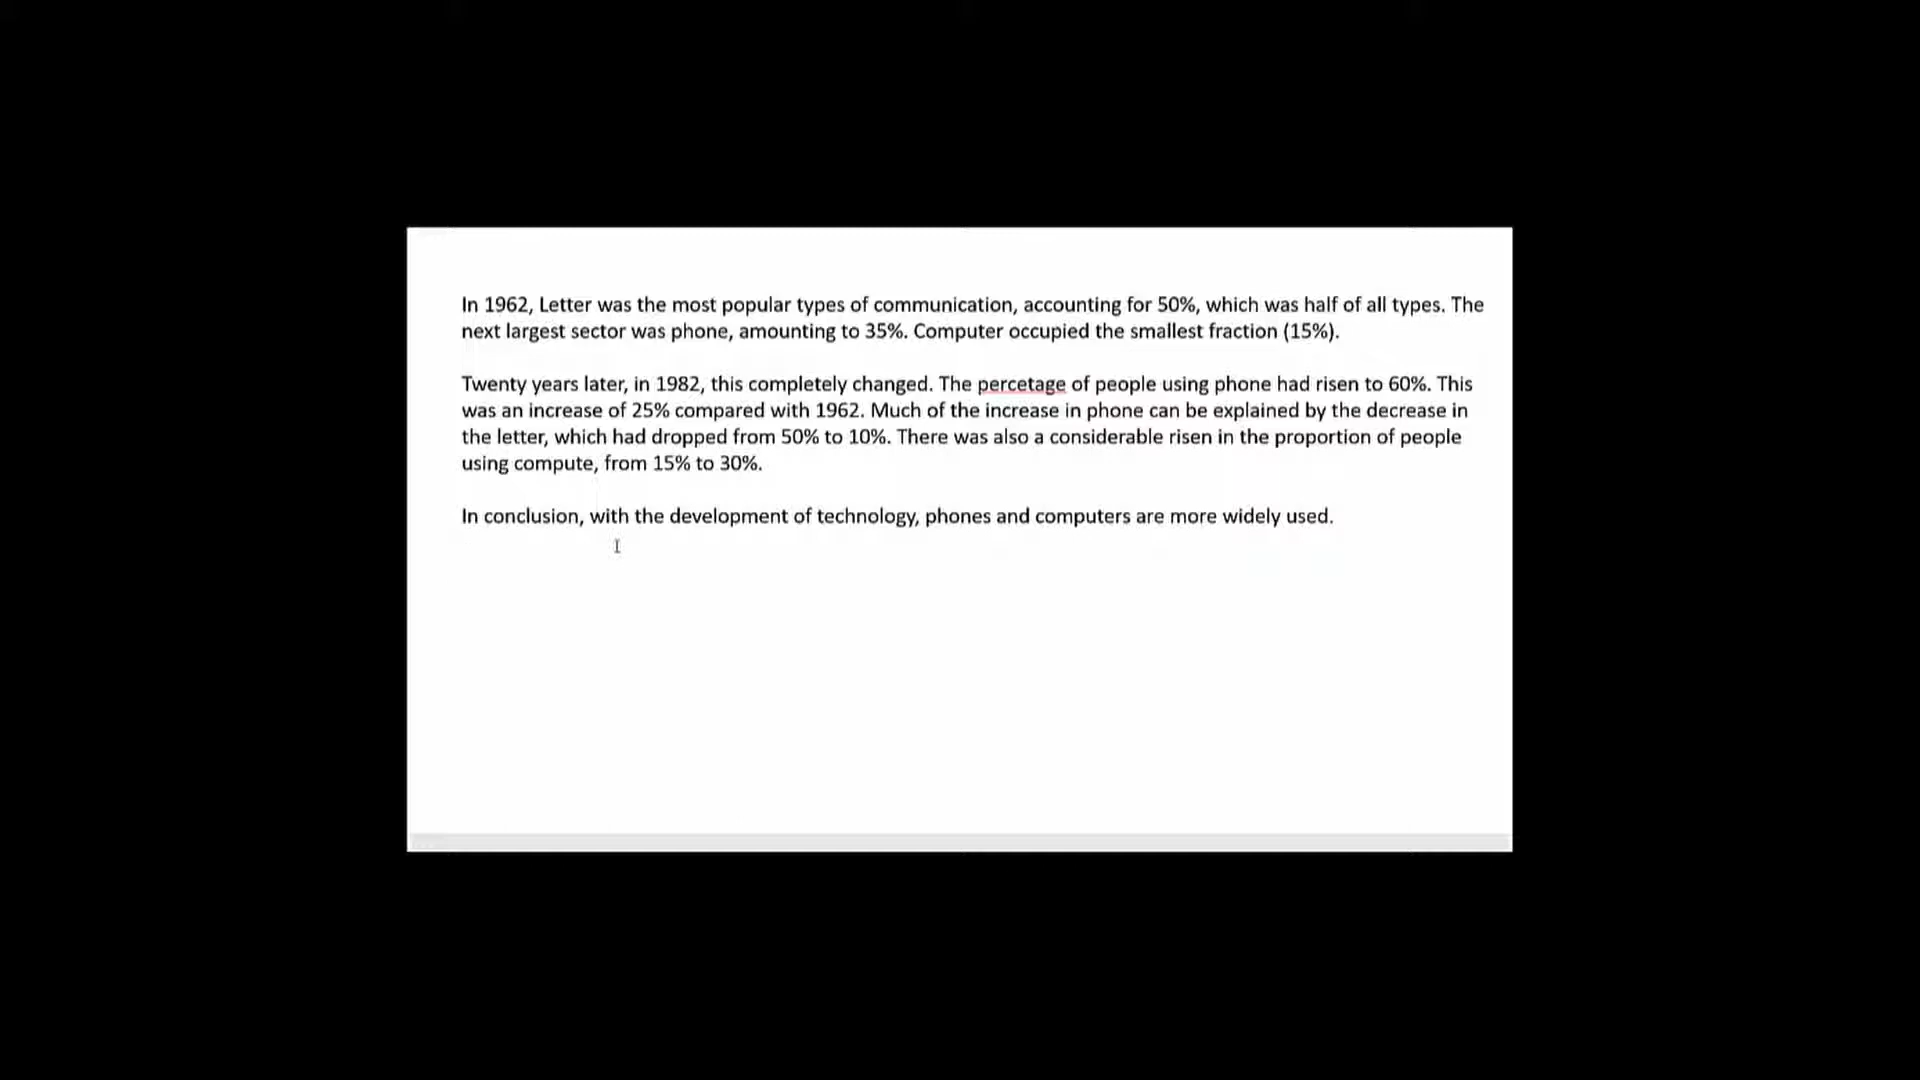 In 1962, Letter was the most popular types of communication, accounting for 50%, which was half of all types. The
next largest sector was phone, amounting to 35%. Computer occupied the smallest fraction (15%).
Twenty years later, in 1982, this completely changed. The percetage of people using phone had risen to 60%. This
was an increase of 25% compared with 1962. Much of the increase in phone can be explained by the decrease in
the letter, which had dropped from 50% to 10%. There was also a considerable risen in the proportion of people
using compute, from 15% to 30%.
In conclusion, with the development of technology, phones and computers are more widely used.